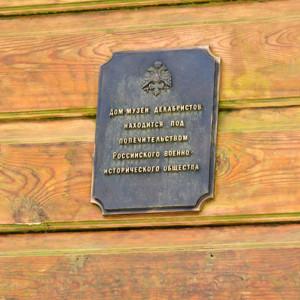 Дом музей декабристов
находится под
попечительством
Российского военно-
исторического общества